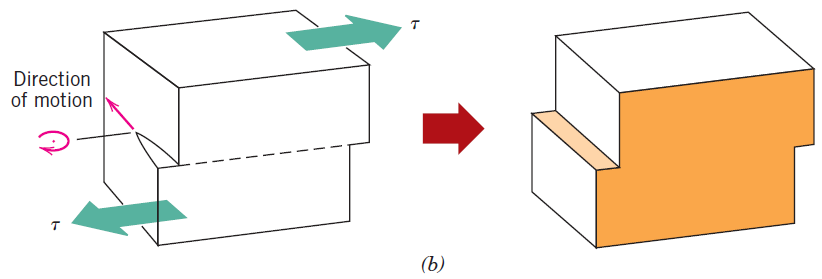 τ
Direction
of motion
τ
(b)